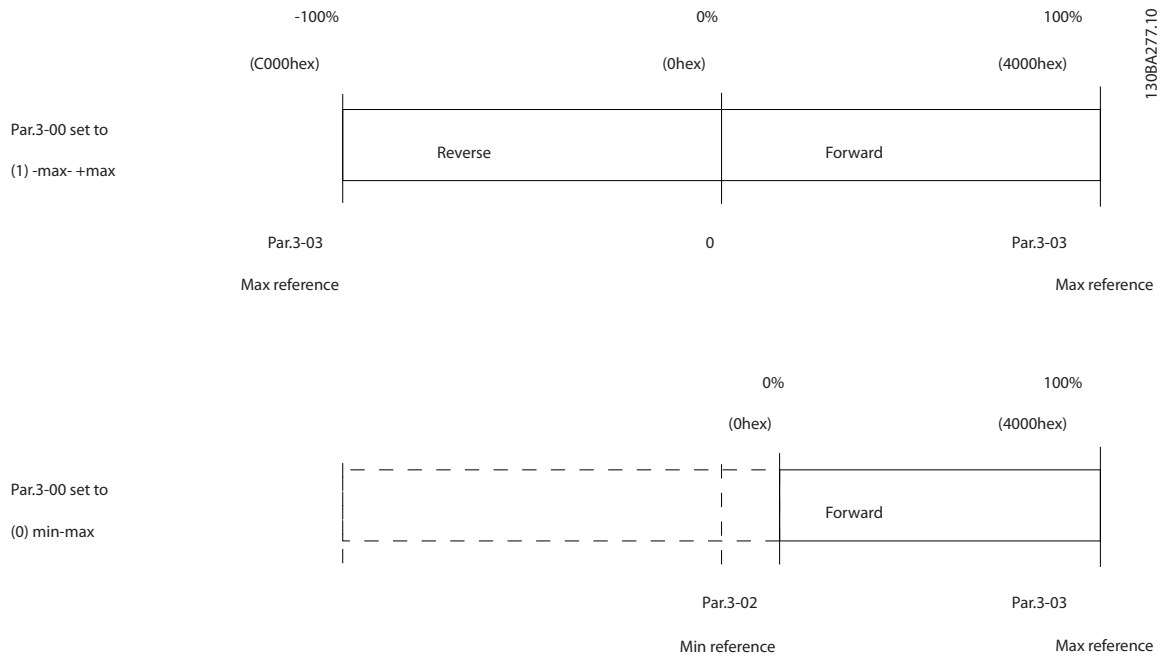 -100% 0% 100%
(C000hex) (0hex) (4000hex)
130BA277.10
Par.3-00 set to
(1) -max- +max
Reverse Forward
Par.3-03 0 Par.3-03
Max reference Max reference
0% 100%
(0hex) (4000hex)
Par.3-00 set to
(0) min-max
Forward
Par.3-02 Par.3-03
Min reference Max reference